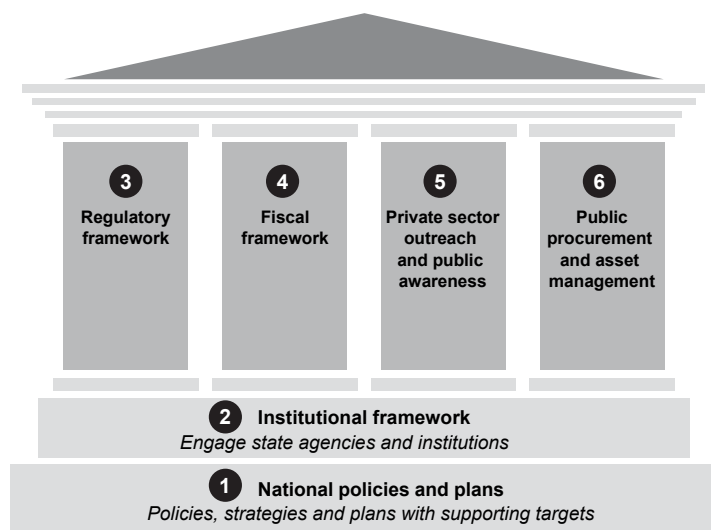 3
Regulatory
framework
4
Fiscal
framework
5
Private sector
outreach
and public
awareness
6
Public
procurement
and asset
management
2 Institutional framework
Engage state agencies and institutions
1 National policies and plans
Policies, strategies and plans with supporting targets